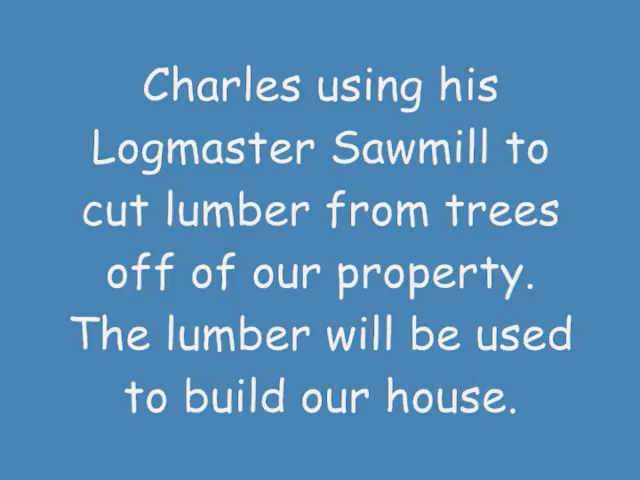 Charles using his
Logmaster Sawmill to
cut lumber from trees
off of our property.
The lumber will be used
to build our house.